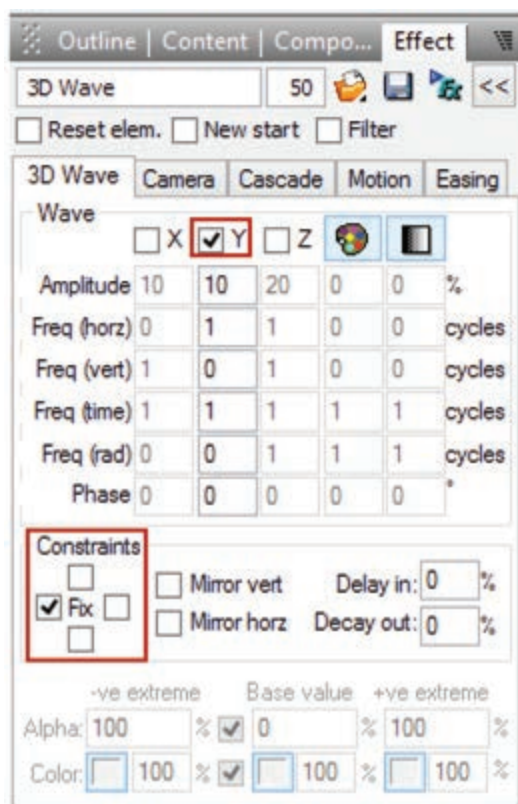 Outline | Content | Compo... Effect
3D Wave 50 Fx <<
Reset elem. New start Filter
3D Wave Camera Cascade Motion Easing
Wave
X Y Z
Amplitude 10 10 20 0 0 %
Freq (horz) 0 1 1 0 0 cycles
Freq (vert) 1 0 1 0 0 cycles
Freq (time) 1 1 1 1 1 cycles
Freq (rad) 0 0 1 1 1 cycles
Phase 0 0 0 0 0 °
Constraints
Fix Mirror vert Delay in: 0 %
Mirror horz Decay out: 0 %
-ve extreme Base value +ve extreme
Alpha: 100 % 0 % 100 %
Color: 100 % 100 % 100 %